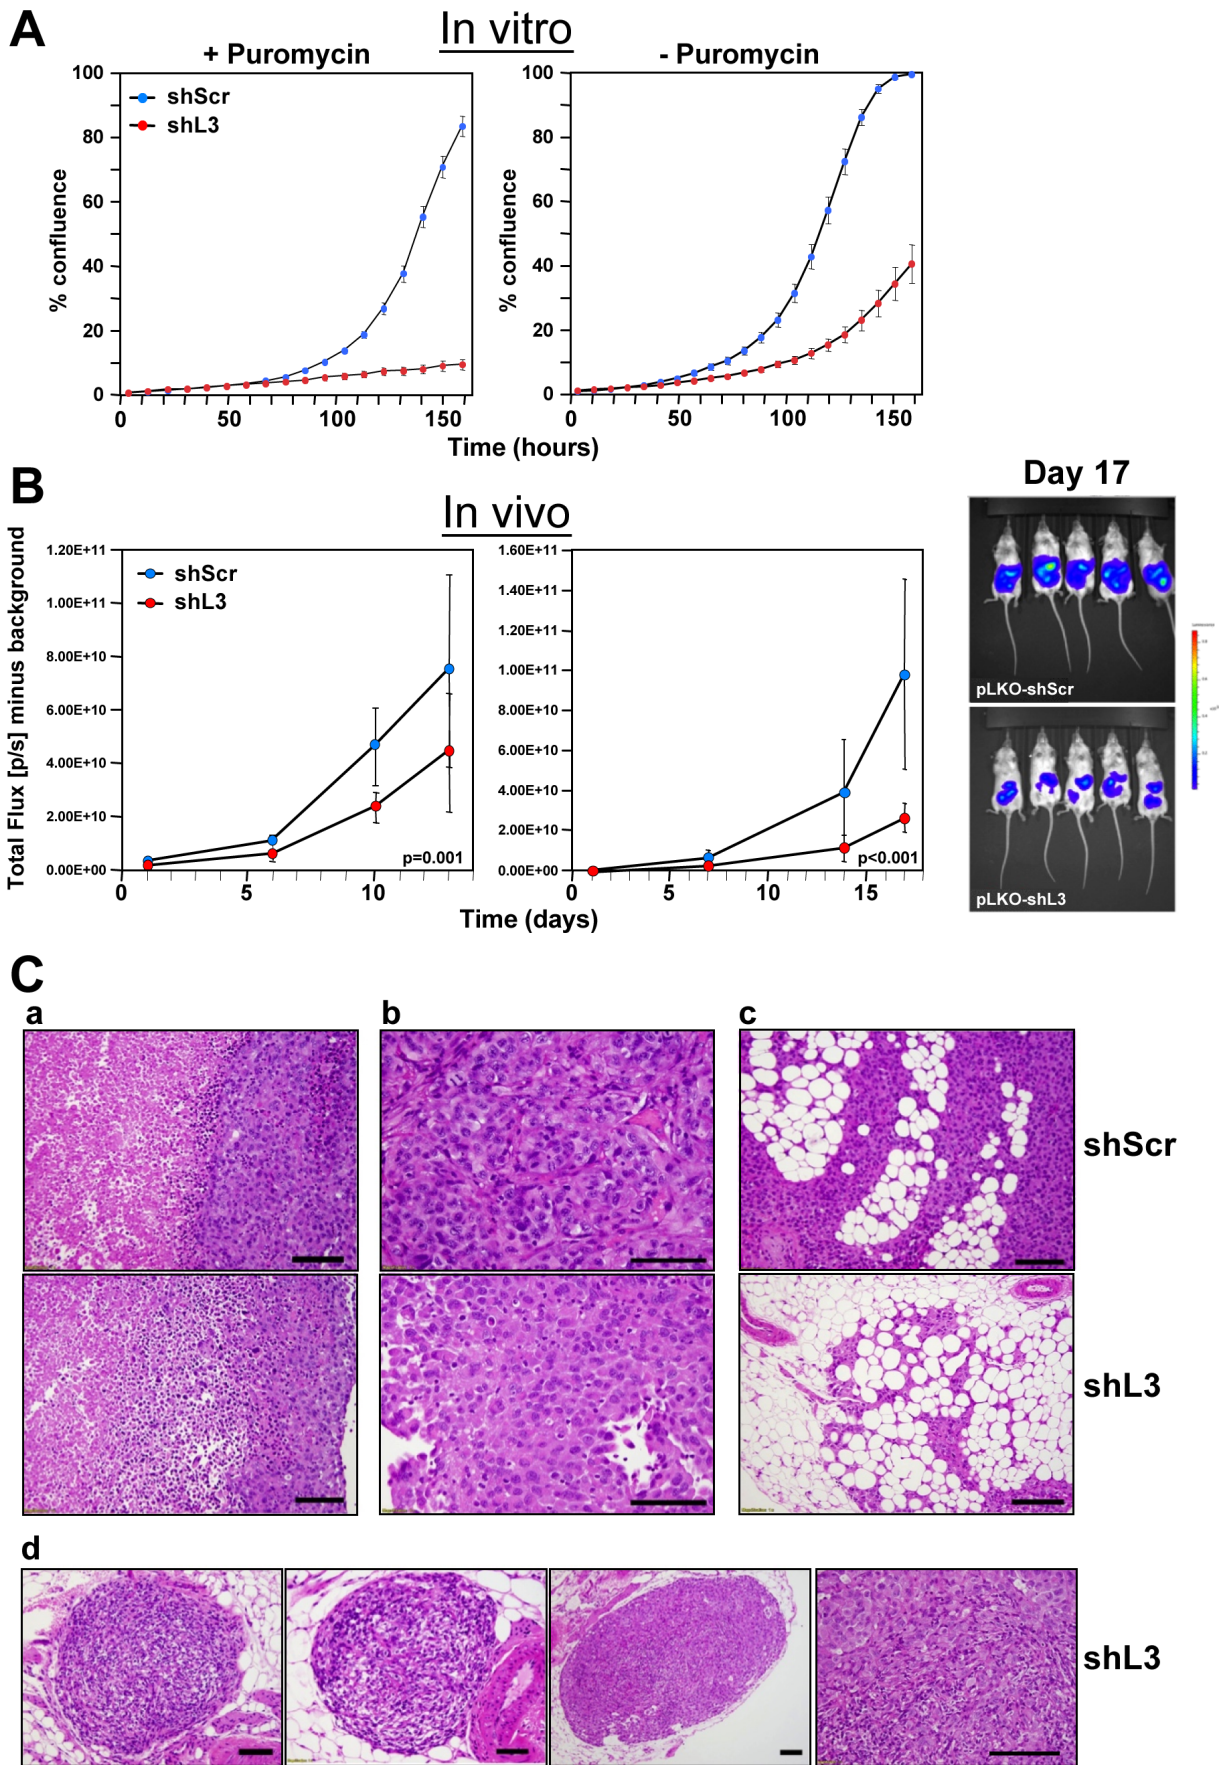 A
In vitro
+ Puromycin
- Puromycin
100
80
60
40
20
0
% confluence
shScr
shL3
0
50
100
150
100
80
60
40
20
0
% confluence
0
50
100
150
Time (hours)
B
In vivo
Day 17
Total Flux [p/s] minus background
1.20E+11
1.00E+11
8.00E+10
6.00E+10
4.00E+10
2.00E+10
0.00E+00
shScr
shL3
p=0.001
0
5
10
1.60E+11
1.40E+11
1.20E+11
1.00E+11
8.00E+10
6.00E+10
4.00E+10
2.00E+10
0.00E+00
p<0.001
0
5
10
15
Time (days)
pLKO-shScr
pLKO-shL3
C
a
b
c
shScr
shL3
d
shL3